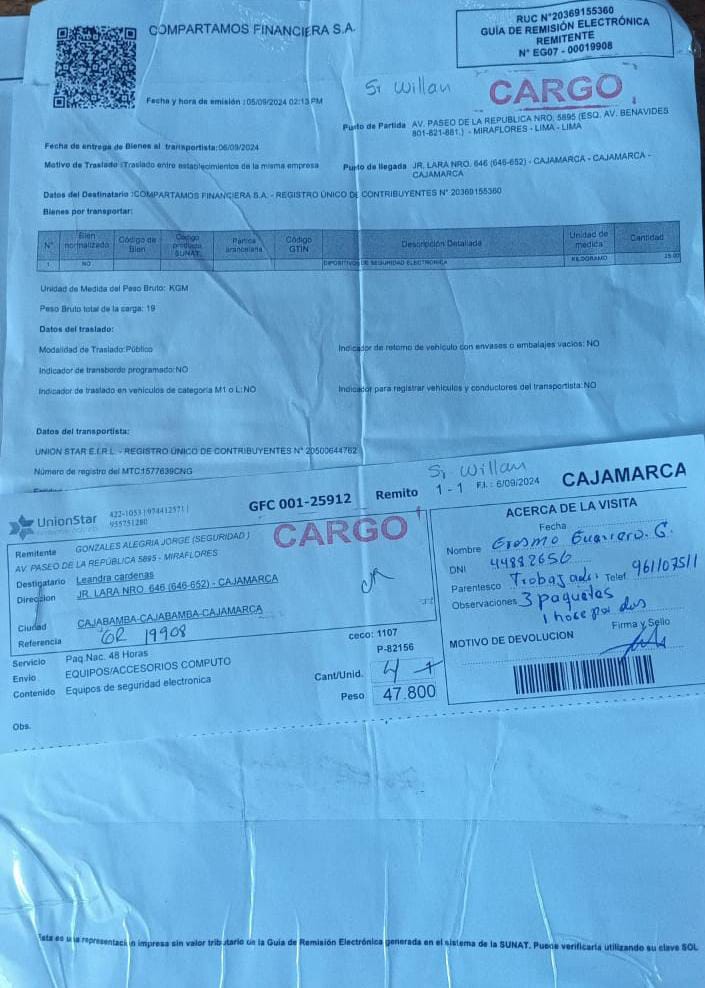 COMPARTAMOS FINANCIERA S.A.
RUC N°20369155360
GUÍA DE REMISIÓN ELECTRÓNICA
REMITENTE
N° EG07 - 00019908
Sr Willan
CARGO
Fecha y hora de emisión :05/09/2024 02:13 PM
Punto de Partida AV. PASEO DE LA REPUBLICA NRO. 5895 (ESQ. AV. BENAVIDES
801-821-881.) - MIRAFLORES - LIMA - LIMA
Fecha de entrega de Bienes al transportista:06/09/2024
Motivo de Traslado :Traslado entre establecimientos de la misma empresa
Punto de llegada JR. LARA NRO. 646 (646-652) - CAJAMARCA - CAJAMARCA -
CAJAMARCA
Datos del Destinatario :COMPARTAMOS FINANCIERA S.A. - REGISTRO ÚNICO DE CONTRIBUYENTES N° 20369155360
Bienes por transportar:
N° Bien normalizado Código de Bien Código producto SUNAT Partida arancelaria Código GTIN Descripción Detallada Unidad de medida Cantidad
1 NO DIPOSITIVOS DE SEGURIDAD ELECTRONICA KILOGRAMO
Unidad de Medida del Peso Bruto: KGM
Peso Bruto total de la carga: 19
Datos del traslado:
Modalidad de Traslado:Público
Indicador de retorno de vehículo con envases o embalajes vacíos: NO
Indicador de transbordo programado:NO
Indicador de traslado en vehículos de categoría M1 o L:NO
Indicador para registrar vehículos y conductores del transportista:NO
Datos del transportista:
UNION STAR E.I.R.L. - REGISTRO ÚNICO DE CONTRIBUYENTES N° 20500644762
Número de registro del MTC1577639CNG
UnionStar
422-1053 | 974412571 |
955751280
GFC 001-25912
Remito
Sr Willan
1 - 1 F.I. : 6/09/2024
CAJAMARCA
CARGO
Remitente GONZALES ALEGRIA JORGE (SEGURIDAD )
AV. PASEO DE LA REPÚBLICA 5895 - MIRAFLORES
Destigatario Leandra cardenas
Direccion JR. LARA NRO. 646 (646-652) - CAJAMARCA
Ciudad CAJABAMBA-CAJABAMBA-CAJAMARCA
Referencia GR 19908
Servicio Paq.Nac. 48 Horas
Envio EQUIPOS/ACCESORIOS COMPUTO
Contenido Equipos de seguridad electronica
Obs.
ceco: 1107
P-82156
Cant/Unid. 4
Peso 47.800
ACERCA DE LA VISITA
Fecha
Nombre Erasmo Guerrero. G.
DNI 44882656
Parentesco Trabajador Telef. 961107511
Observaciones 3 paquetes
Firma y Sello
MOTIVO DE DEVOLUCION
Esta es una representación impresa sin valor tributario de la Guía de Remisión Electrónica generada en el sistema de la SUNAT. Puede verificarla utilizando su clave SOL